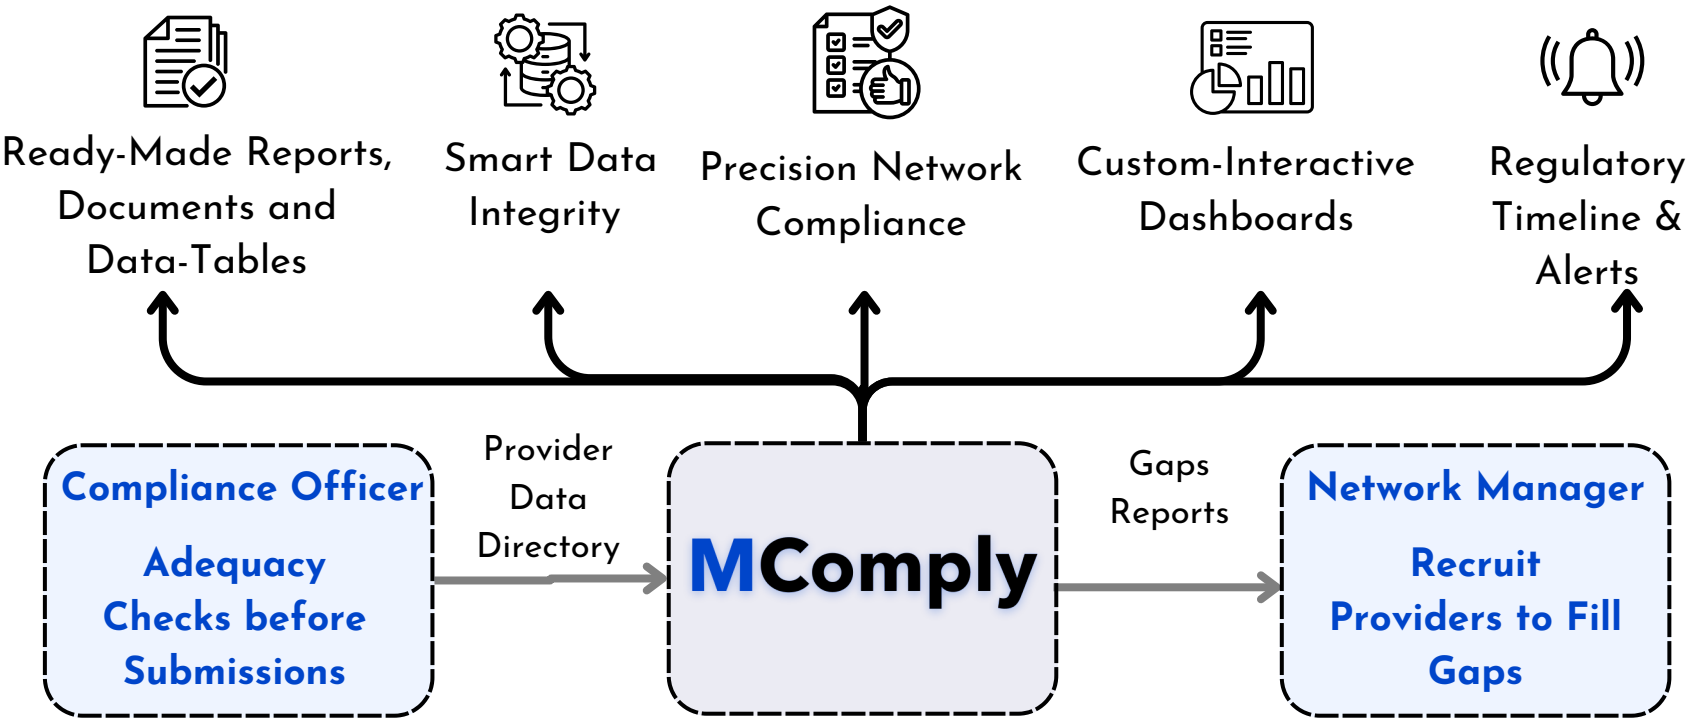 Ready-Made Reports,
Documents and
Data-Tables
Smart Data
Integrity
Precision Network
Compliance
Custom-Interactive
Dashboards
Regulatory
Timeline &
Alerts
Compliance Officer
Adequacy
Checks before
Submissions
Provider
Data
Directory
MComply
Gaps
Reports
Network Manager
Recruit
Providers to Fill
Gaps